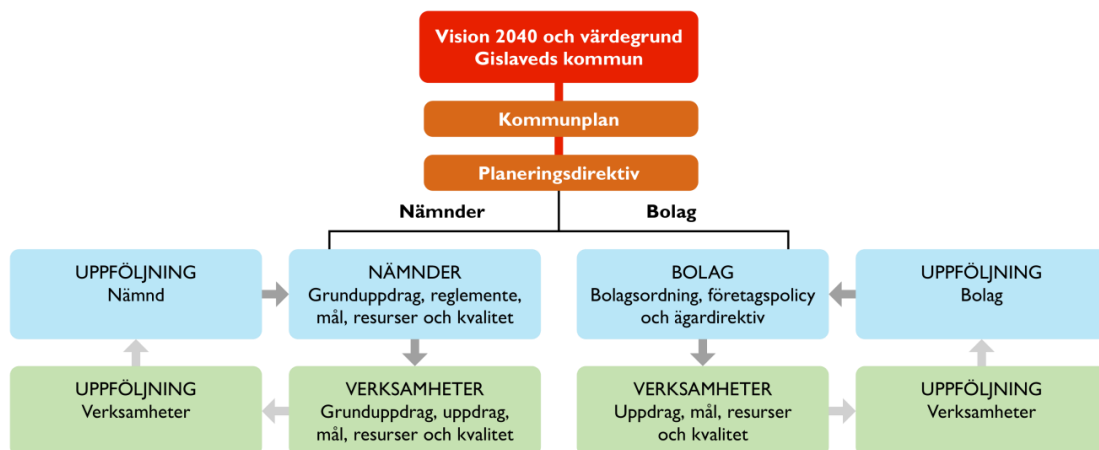 Vision 2040 och värdegrund
Gislaveds kommun
Kommunplan
Planeringsdirektiv
Nämnder
Bolag
UPPFÖLJNING
Nämnd
NÄMNDER
Grunduppdrag, reglemente,
mål, resurser och kvalitet
BOLAG
Bolagsordning, företagspolicy
och ägardirektiv
UPPFÖLJNING
Bolag
UPPFÖLJNING
Verksamheter
VERKSAMHETER
Grunduppdrag, uppdrag,
mål, resurser och kvalitet
VERKSAMHETER
Uppdrag, mål, resurser
och kvalitet
UPPFÖLJNING
Verksamheter